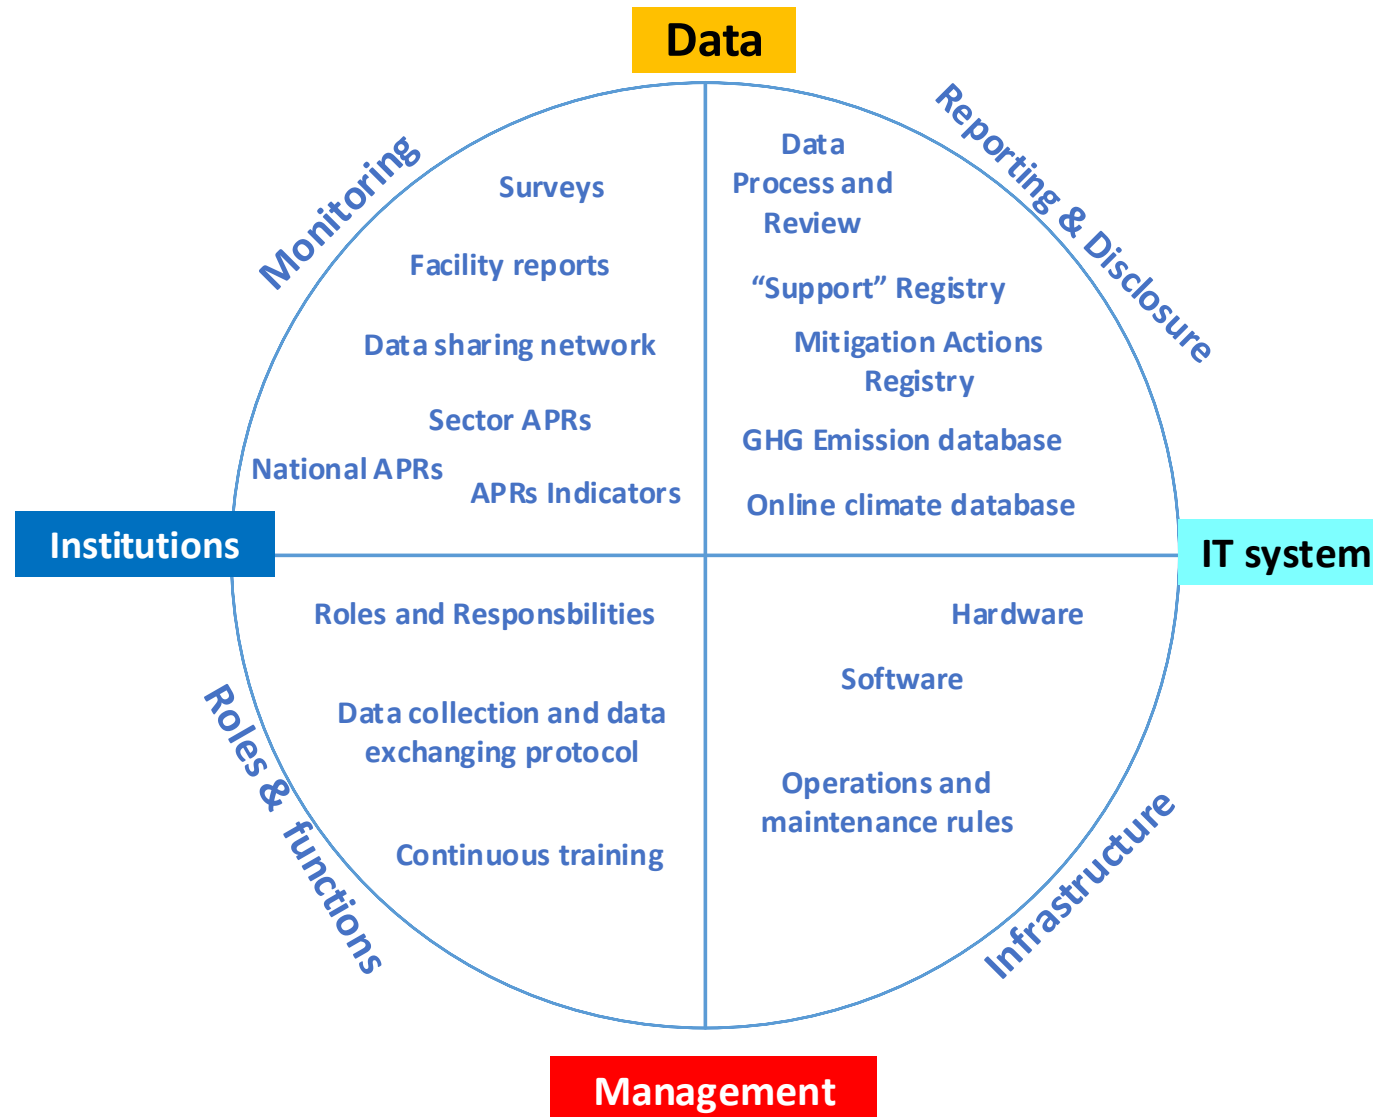 Data
Monitoring
Reporting & Disclosure
Surveys
Facility reports
Data sharing network
Sector APRs
National APRs
APRs Indicators
Data
Process and
Review
“Support” Registry
Mitigation Actions
Registry
GHG Emission database
Online climate database
Institutions
IT system
Roles and Responsbilities
Data collection and data
exchanging protocol
Continuous training
Hardware
Software
Operations and
maintenance rules
Roles & functions
Infrastructure
Management